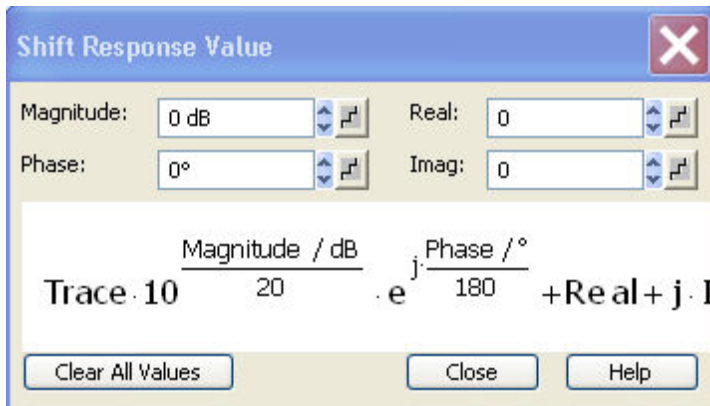 Shift Response Value
Magnitude: 0 dB Real: 0
Phase: 0° Imag: 0
Trace · 10^(Magnitude / dB / 20) · e^(j · Phase / ° / 180) + Real + j ·
Clear All Values Close Help